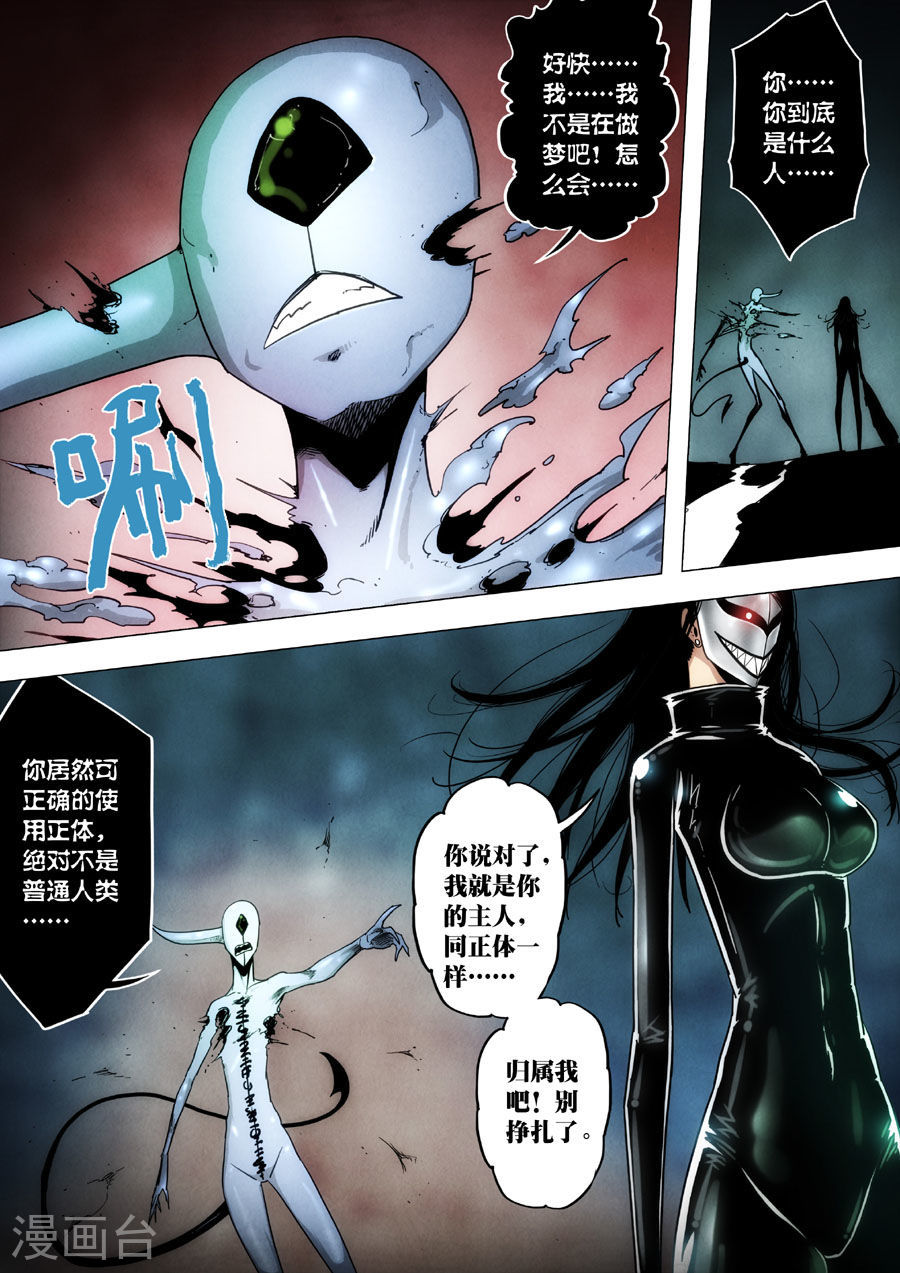 好快……
我……我
不是在做
梦吧！怎
么会……
你……
你到底
是什么
人……
唰
你居然可
正确的使
用正体，
绝对不是
普通人类
……
你说对了，
我就是你
的主人，
同正体一
样……
归属我
吧！别
挣扎了。
漫画台